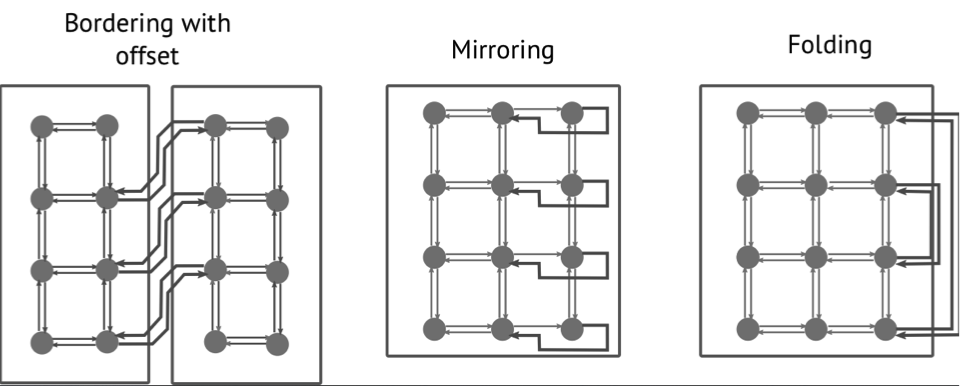 Bordering with
offset
Mirroring
Folding